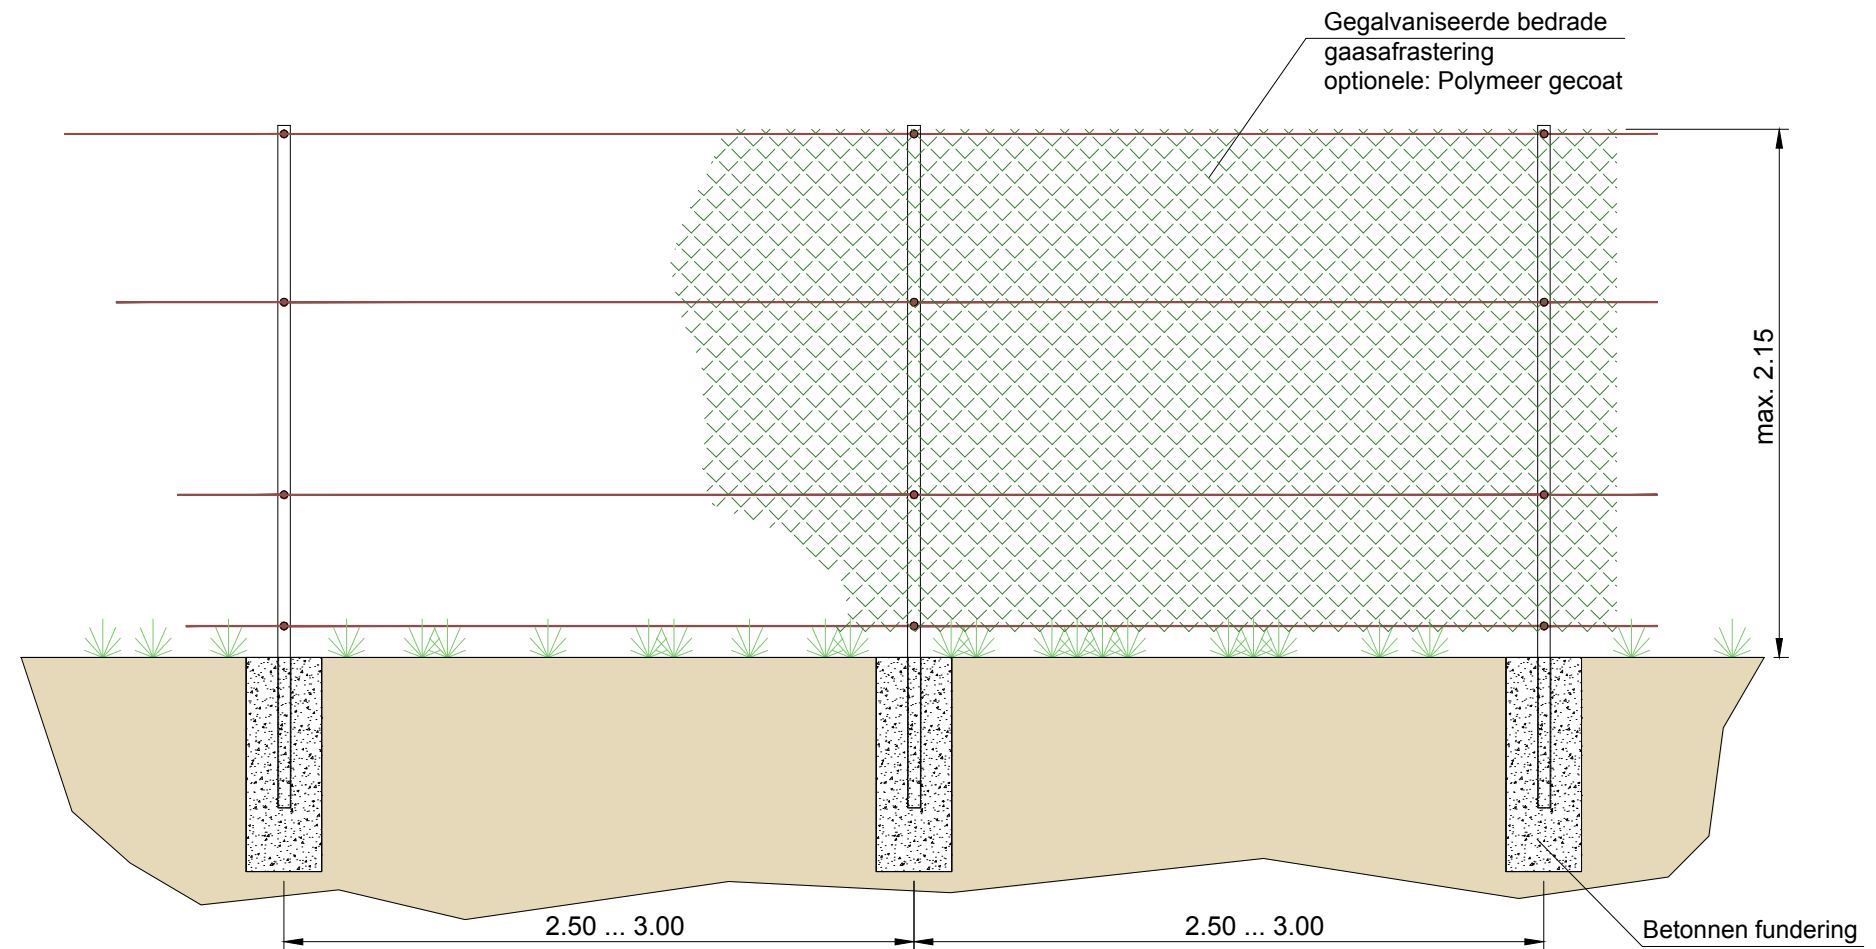 Gegalvaniseerde bedrade
gaasafrastering
optionele: Polymeer gecoat
max. 2.15
2.50 ... 3.00
2.50 ... 3.00
Betonnen fundering